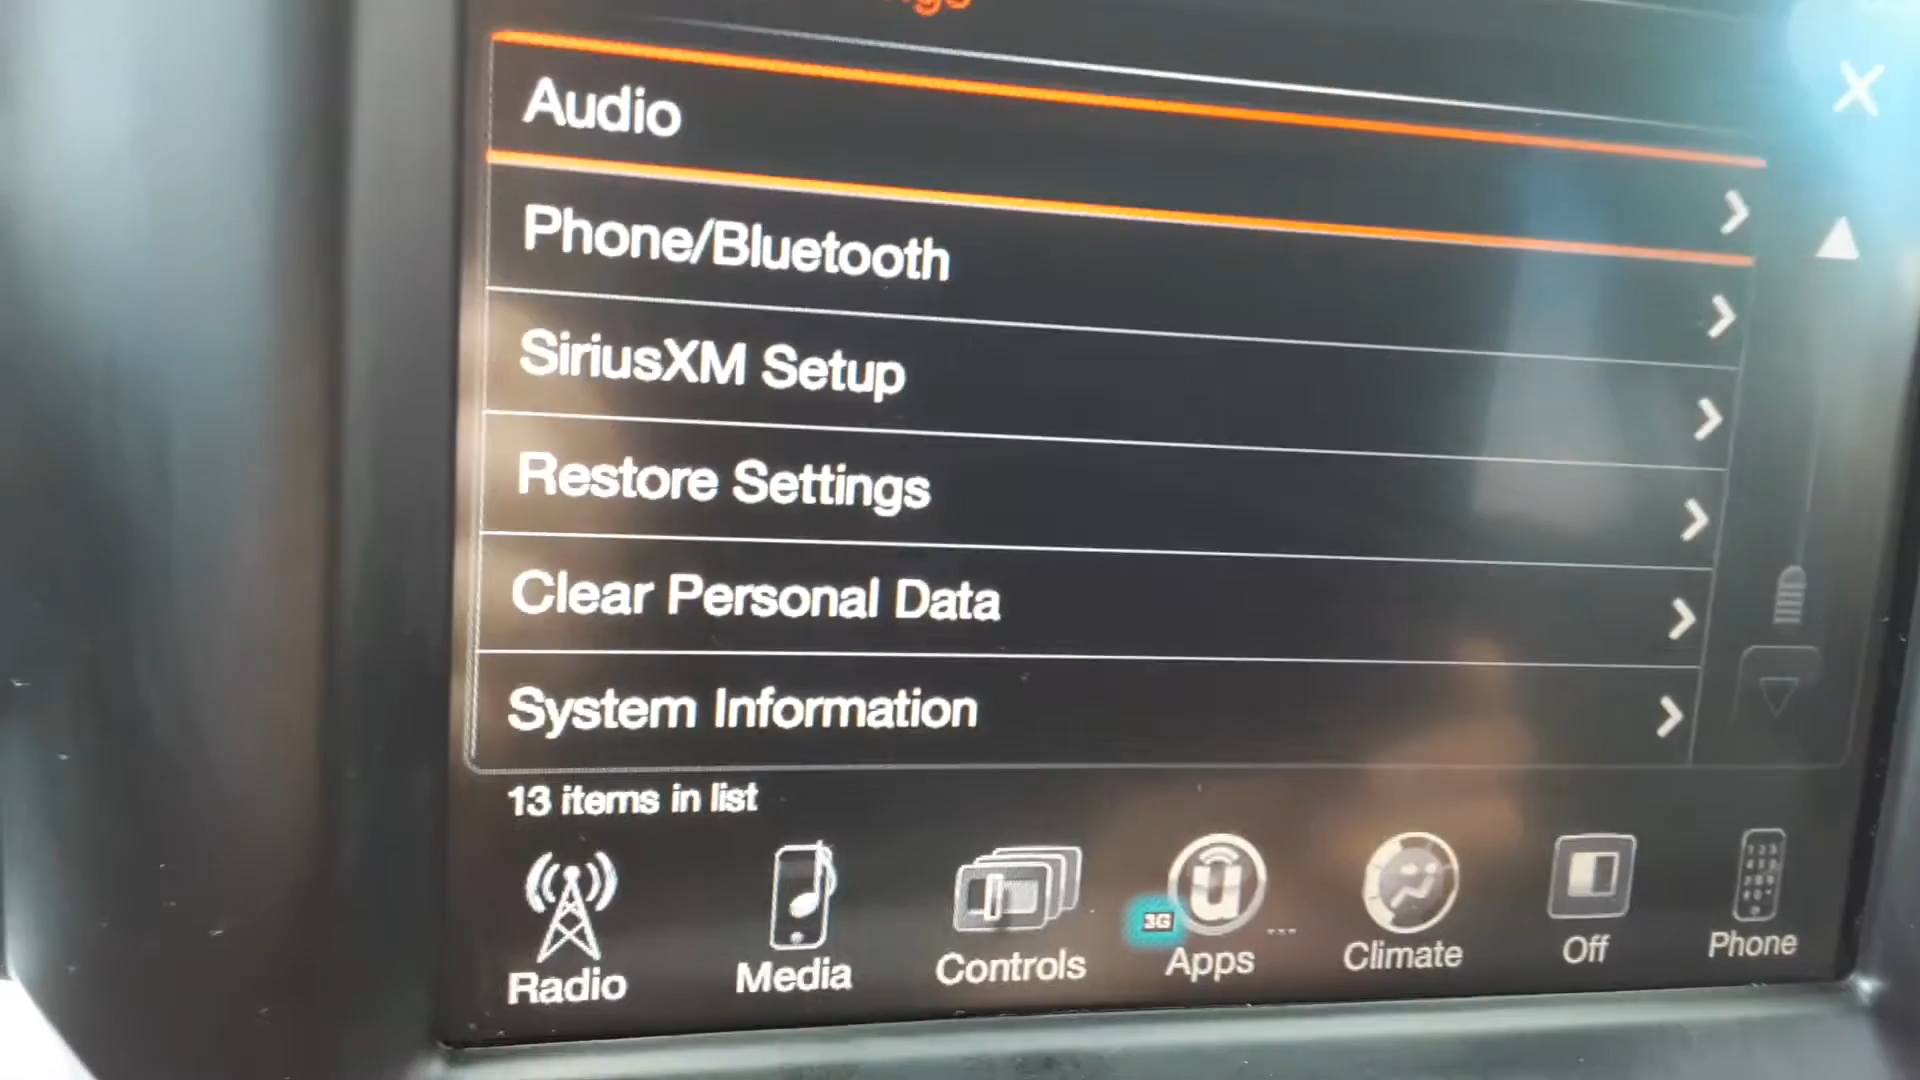 Audio
Phone/Bluetooth
SiriusXM Setup
Restore Settings
Clear Personal Data
System Information
13 items in list
3G
Radio
Media
Controls
Apps
Climate
Off
Phone